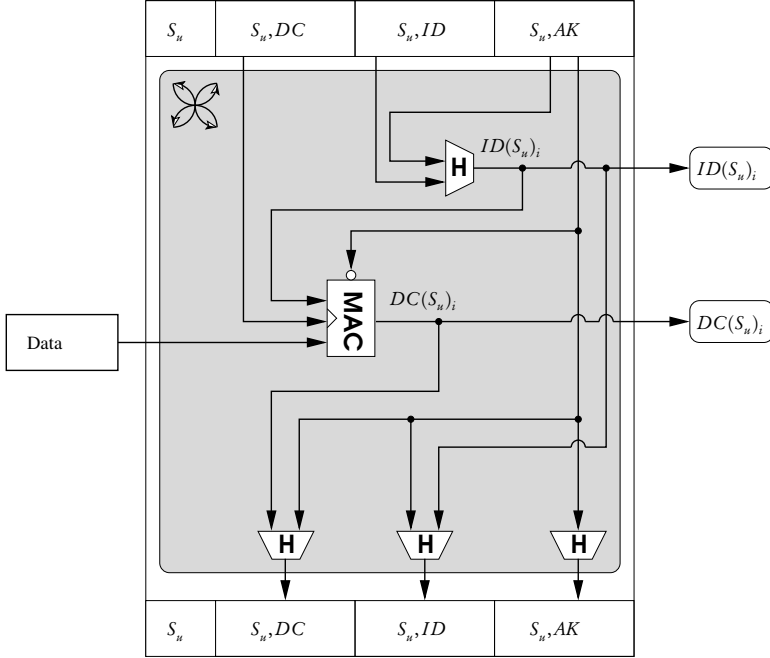 S_u S_u, DC S_u, ID S_u, AK
H ID(S_u)_i ID(S_u)_i
MAC DC(S_u)_i DC(S_u)_i
Data
H H H
S_u S_u, DC S_u, ID S_u, AK